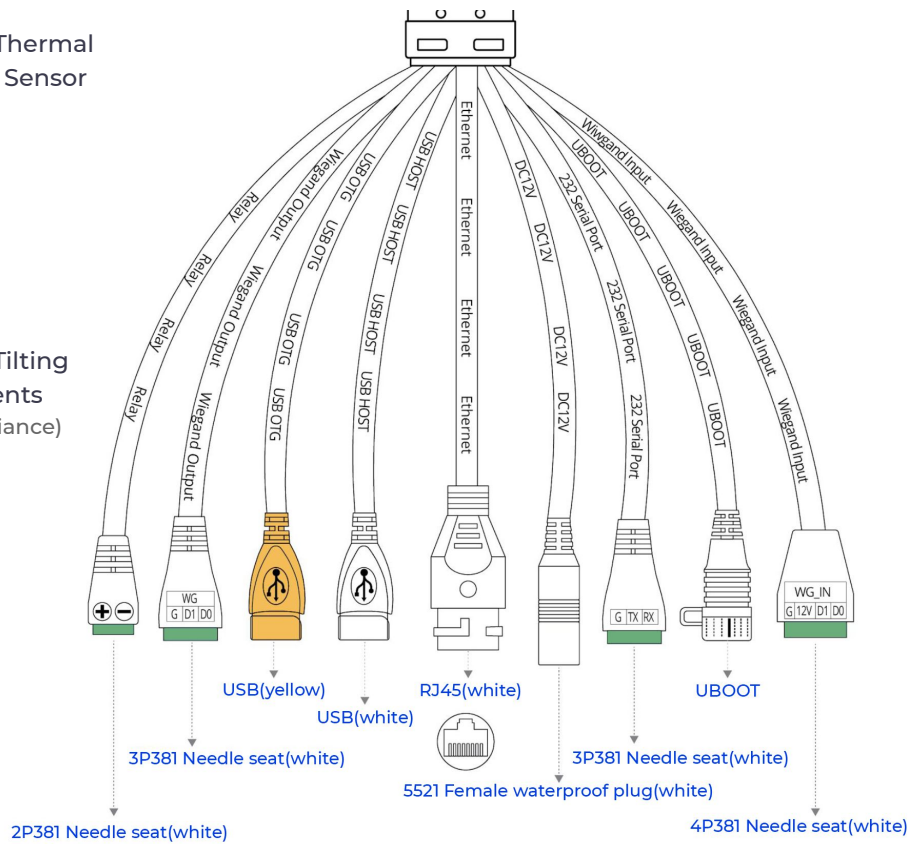 Thermal
Sensor
Tilting
ents
iance)
Relay
Relay
Relay
Relay
Wiegand Output
Wiegand Output
Wiegand Output
USB OTG
USB OTG
USB OTG
USB OTG
USB HOST
USB HOST
USB HOST
USB HOST
Ethernet
Ethernet
Ethernet
Ethernet
DC12V
DC12V
DC12V
DC12V
232 Serial Port
232 Serial Port
232 Serial Port
UBOOT
UBOOT
UBOOT
UBOOT
UBOOT
Wiwgand Input
Wiegand Input
Wiegand Input
Wiegand Input
WG
G D1 D0
G TX RX
WG_IN
G 12V D1 D0
USB(yellow)
RJ45(white)
UBOOT
USB(white)
3P381 Needle seat(white)
3P381 Needle seat(white)
5521 Female waterproof plug(white)
2P381 Needle seat(white)
4P381 Needle seat(white)